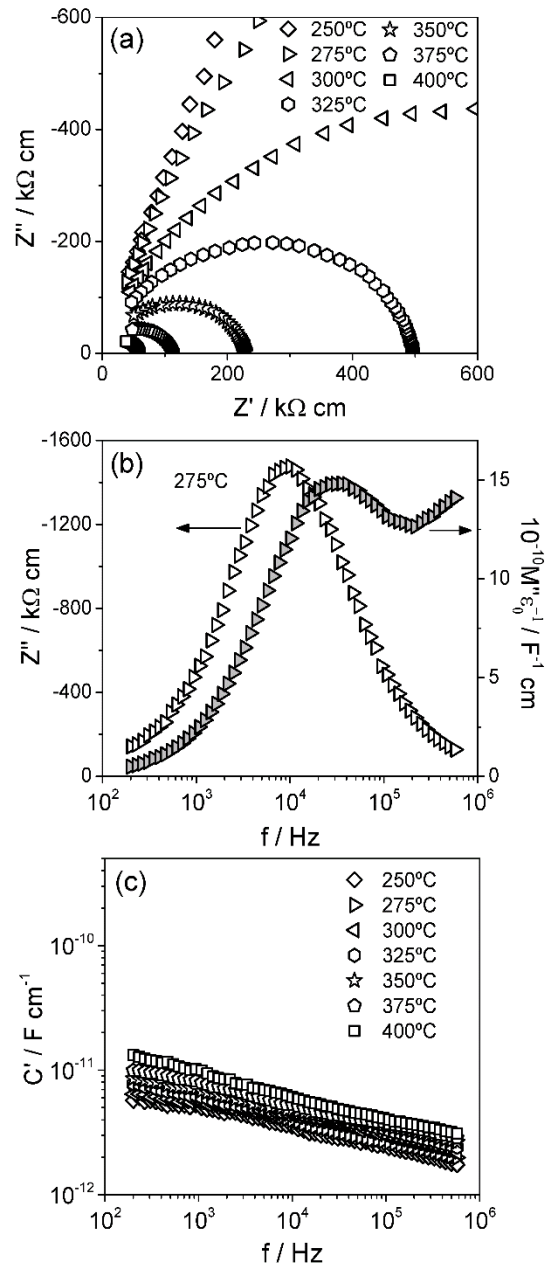 (a)
250ºC 350ºC
275ºC 375ºC
300ºC 400ºC
325ºC
-600
-400
-200
0
Z" / kΩ cm
0 200 400 600
Z' / kΩ cm
(b)
275ºC
-1600
-1200
-800
-400
0
Z" / kΩ cm
15
10
5
0
10⁻¹⁰M"ε₀⁻¹ / F⁻¹ cm
10² 10³ 10⁴ 10⁵ 10⁶
f / Hz
(c)
250ºC
275ºC
300ºC
325ºC
350ºC
375ºC
400ºC
10⁻¹⁰
10⁻¹¹
10⁻¹²
C' / F cm⁻¹
10² 10³ 10⁴ 10⁵ 10⁶
f / Hz